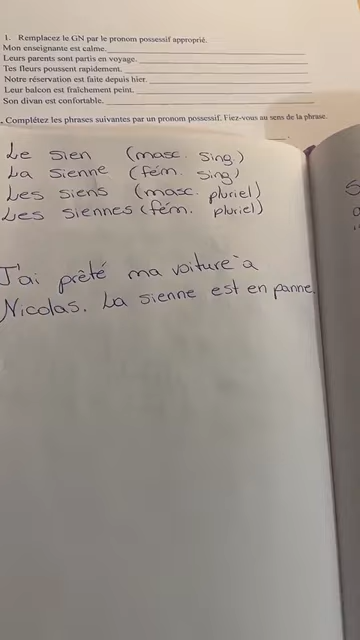 1. Remplacez le GN par le pronom possessif approprié.
Mon enseignante est calme.
Leurs parents sont partis en voyage.
Tes fleurs poussent rapidement.
Notre réservation est faite depuis hier.
Leur balcon est fraîchement peint.
Son divan est confortable.
. Complétez les phrases suivantes par un pronom possessif. Fiez-vous au sens de la phrase.
Le sien (masc. sing.)
La sienne (fém. sing)
Les siens (masc. pluriel)
Les siennes (fém. pluriel)
J'ai prêté ma voiture à
Nicolas. La sienne est en panne.